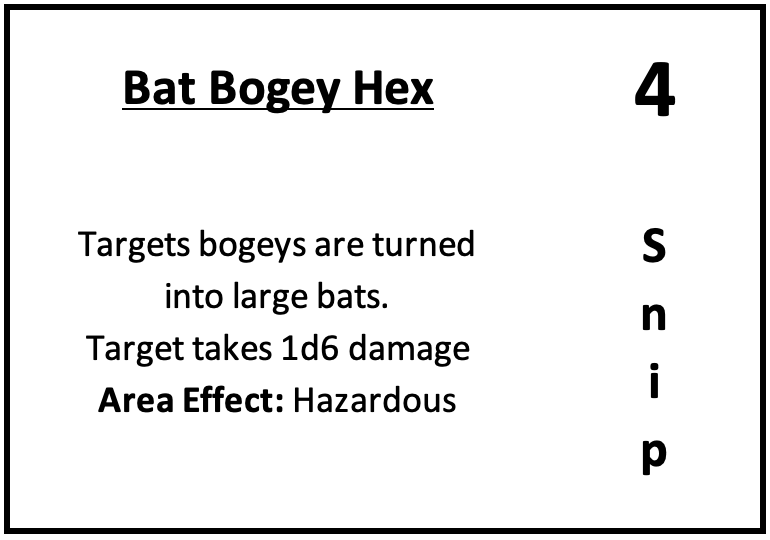 Bat Bogey Hex
4
Targets bogeys are turned
into large bats.
Target takes 1d6 damage
Area Effect: Hazardous
S
n
i
p